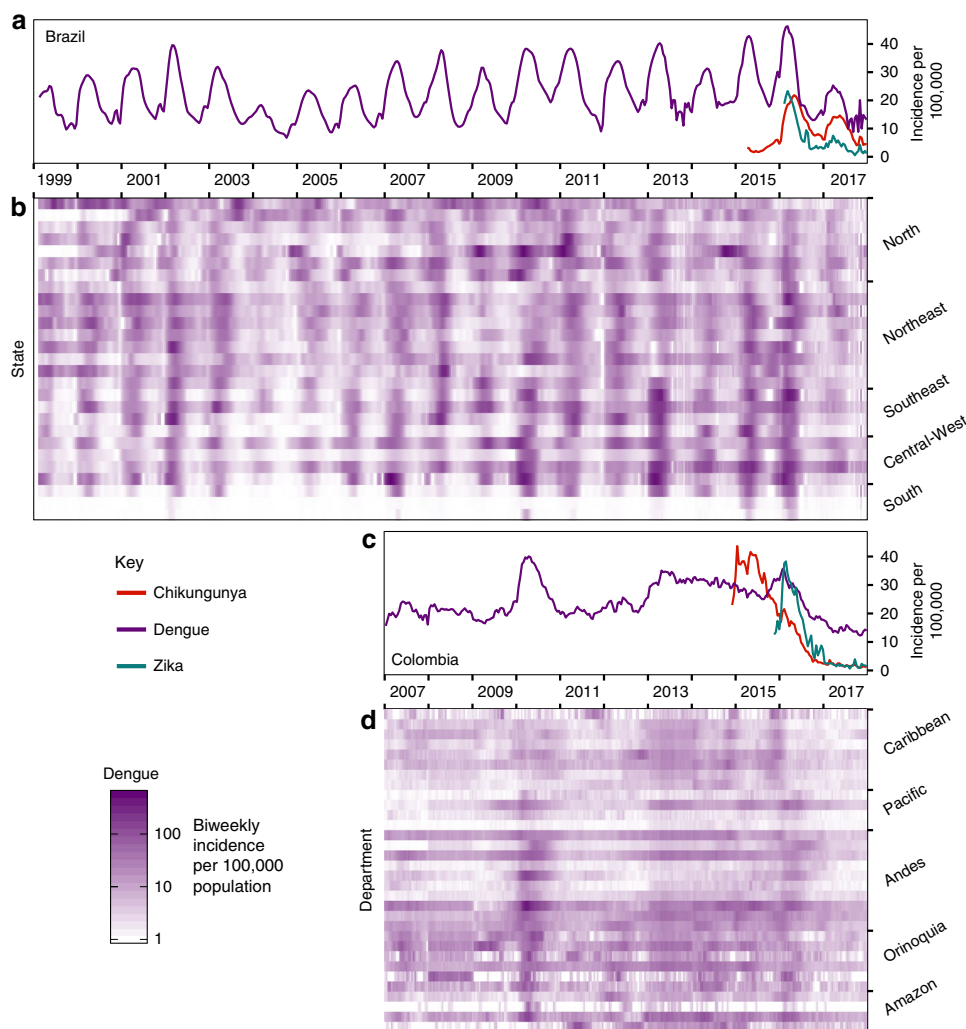 a
Brazil
40
30
20
10
0
Incidence per
100,000
1999
2001
2003
2005
2007
2009
2011
2013
2015
2017
b
State
North
Northeast
Southeast
Central-West
South
Key
Chikungunya
Dengue
Zika
c
Colombia
40
30
20
10
0
Incidence per
100,000
2007
2009
2011
2013
2015
2017
d
Department
Caribbean
Pacific
Andes
Orinoquia
Amazon
Dengue
100
10
1
Biweekly
incidence
per 100,000
population